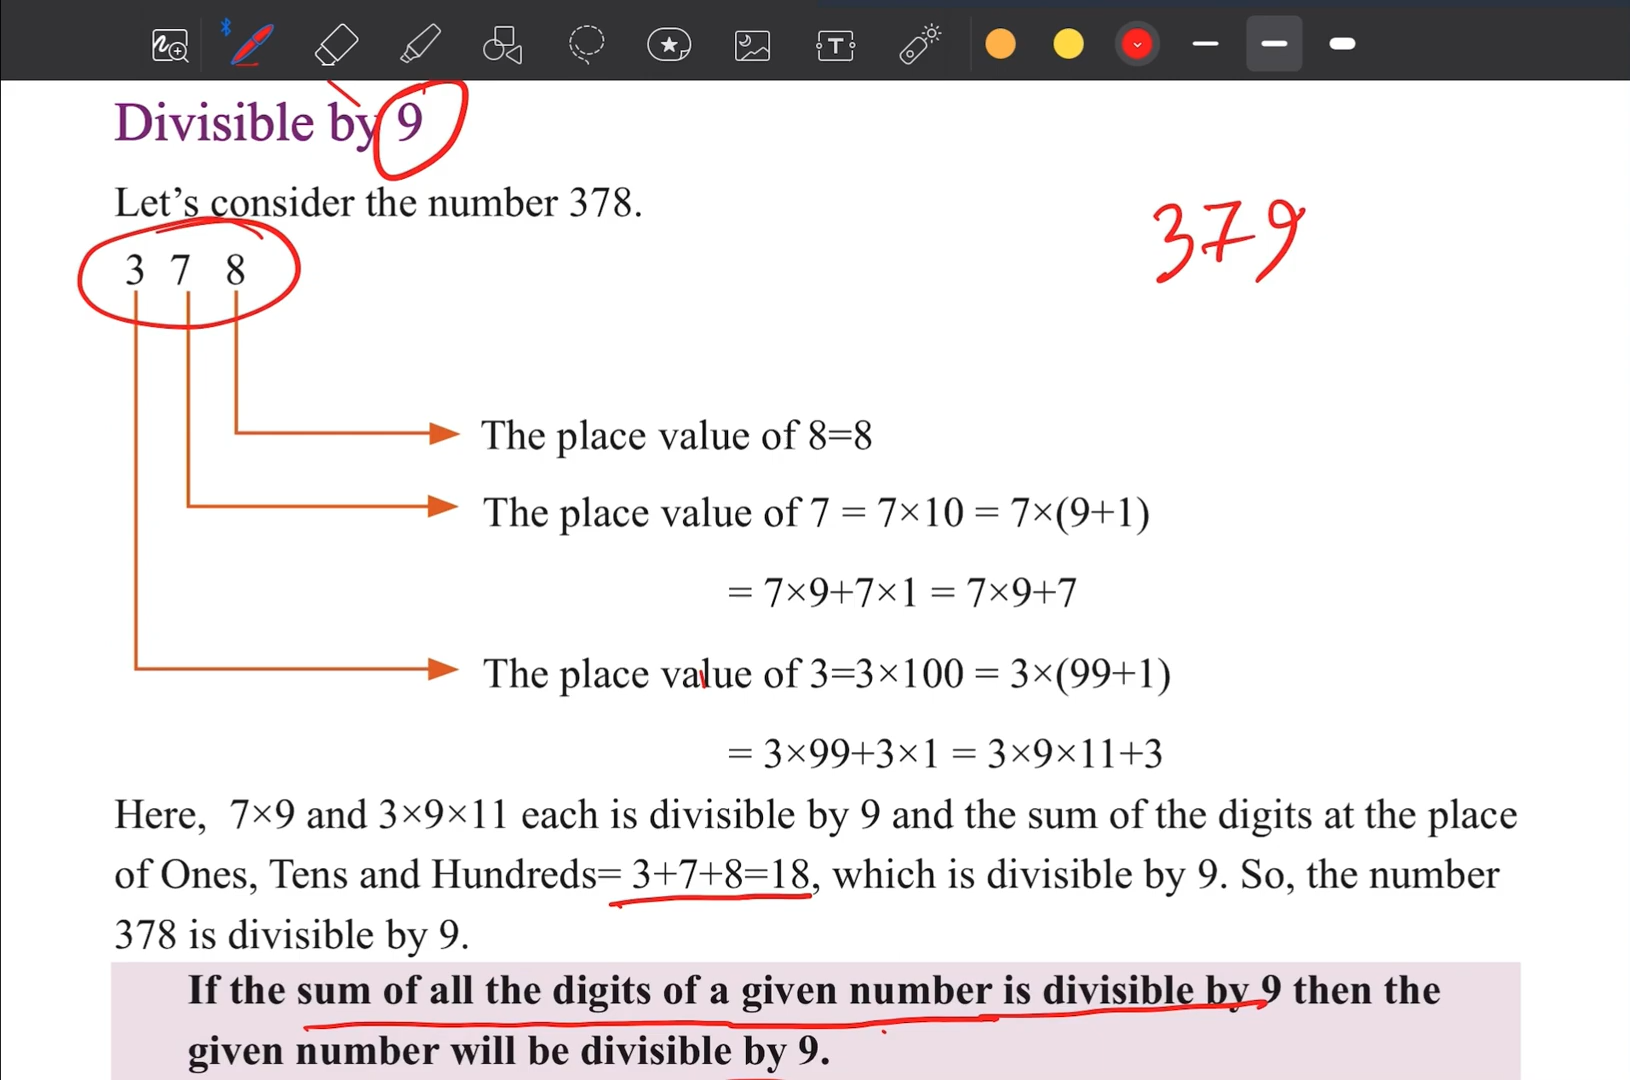 Divisible by 9
Let’s consider the number 378.
379
3 7 8
The place value of 8=8
The place value of 7 = 7×10 = 7×(9+1)
= 7×9+7×1 = 7×9+7
The place value of 3=3×100 = 3×(99+1)
= 3×99+3×1 = 3×9×11+3
Here, 7×9 and 3×9×11 each is divisible by 9 and the sum of the digits at the place
of Ones, Tens and Hundreds= 3+7+8=18, which is divisible by 9. So, the number
378 is divisible by 9.
If the sum of all the digits of a given number is divisible by 9 then the
given number will be divisible by 9.